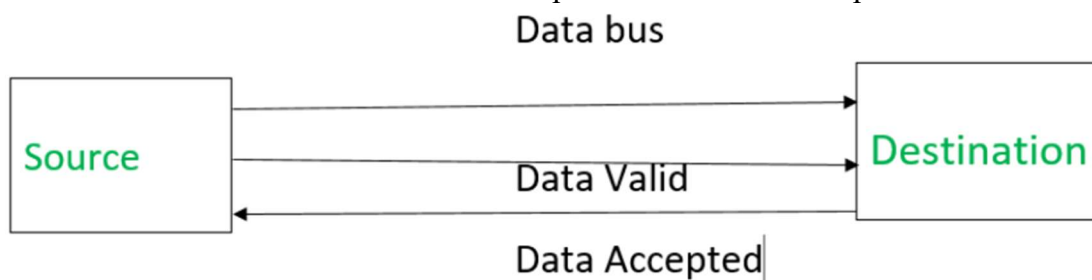 Data bus
Source
Destination
Data Valid
Data Accepted